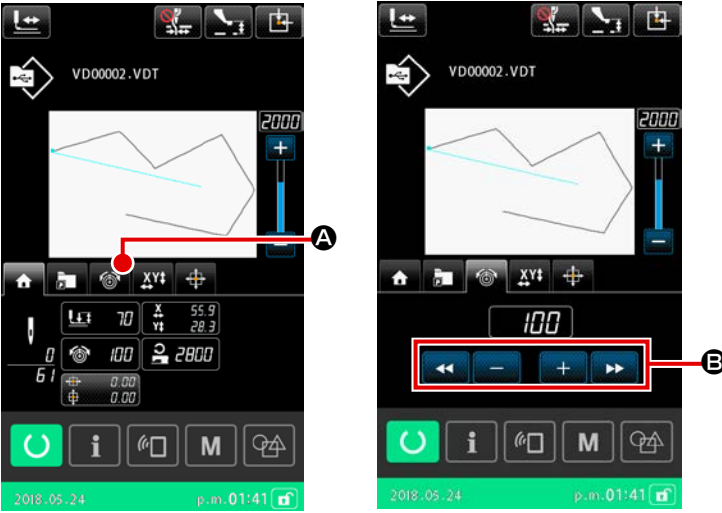 VD00002.VDT
2000
A
XY
70
X 55.9
Y 28.3
0
100
2800
61
0.00
0.00
i
M
2018.05.24
p.m.01:41
VD00002.VDT
2000
XY
100
B
i
M
2018.05.24
p.m.01:41